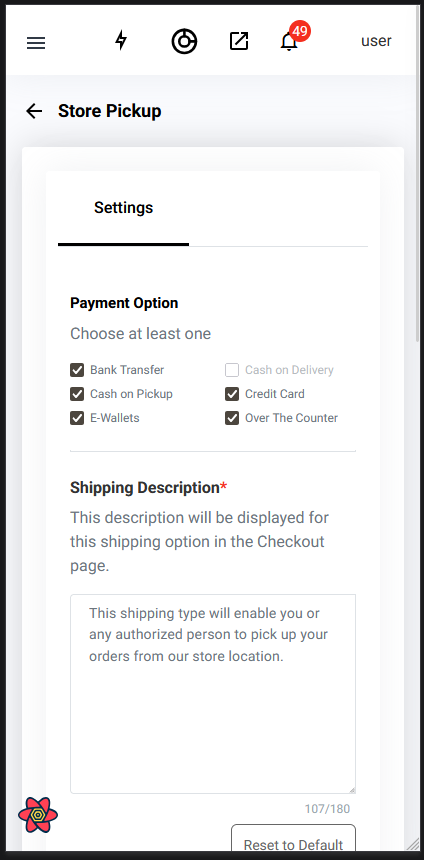 49
user
Store Pickup
Settings
Payment Option
Choose at least one
Bank Transfer
Cash on Delivery
Cash on Pickup
Credit Card
E-Wallets
Over The Counter
Shipping Description*
This description will be displayed for
this shipping option in the Checkout
page.
This shipping type will enable you or
any authorized person to pick up your
orders from our store location.
107/180
Reset to Default